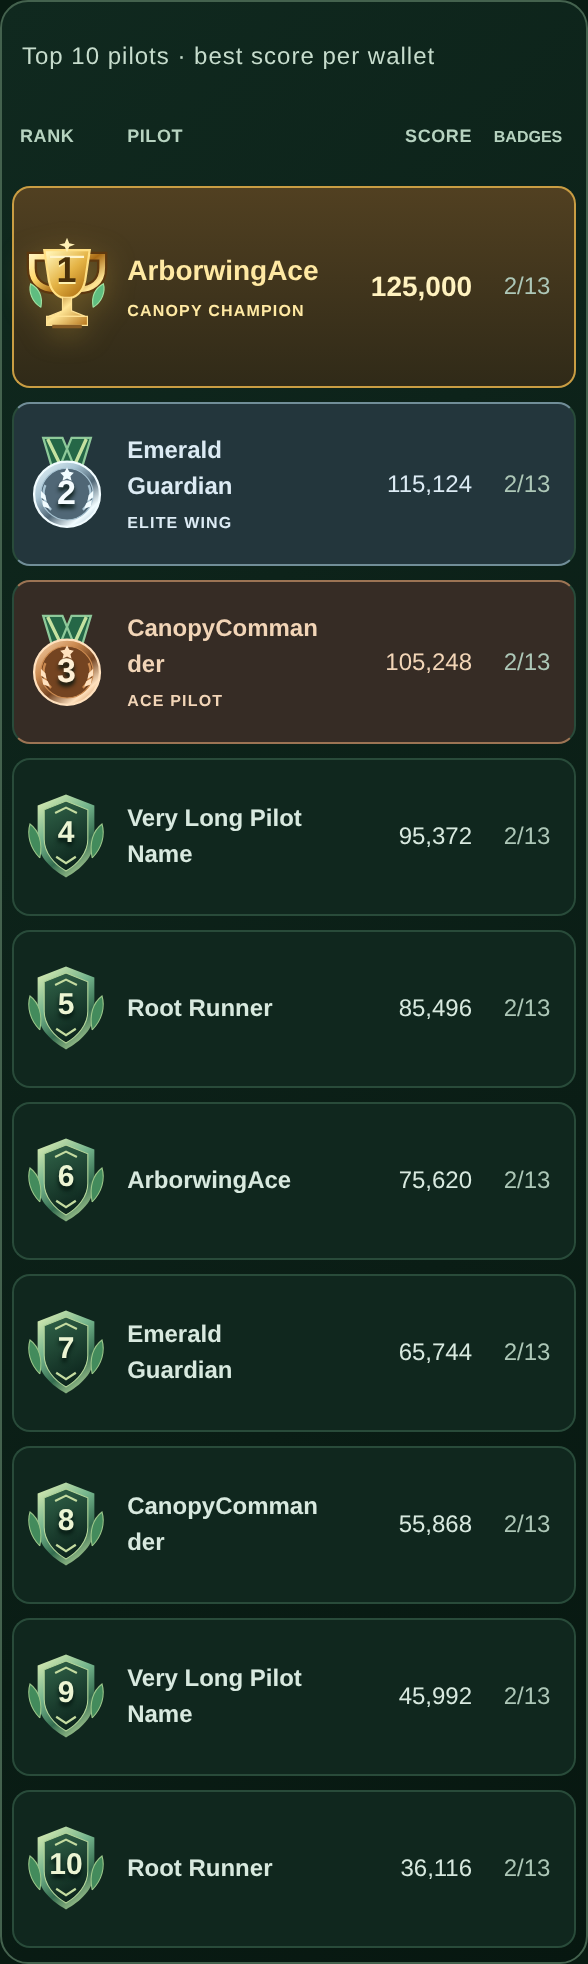 Top 10 pilots · best score per wallet
RANK PILOT SCORE BADGES
1 ArborwingAce 125,000 2/13
CANOPY CHAMPION
Emerald
2 Guardian 115,124 2/13
ELITE WING
CanopyComman
3 der 105,248 2/13
ACE PILOT
4 Very Long Pilot 95,372 2/13
Name
5 Root Runner 85,496 2/13
6 ArborwingAce 75,620 2/13
7 Emerald 65,744 2/13
Guardian
8 CanopyComman 55,868 2/13
der
9 Very Long Pilot 45,992 2/13
Name
10 Root Runner 36,116 2/13